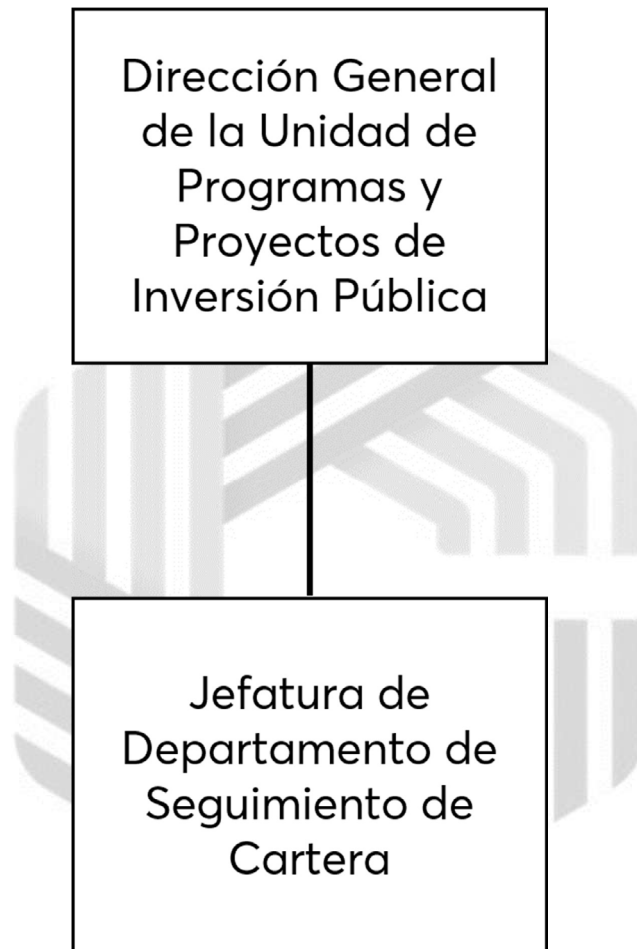 Dirección General
de la Unidad de
Programas y
Proyectos de
Inversión Pública
Jefatura de
Departamento de
Seguimiento de
Cartera